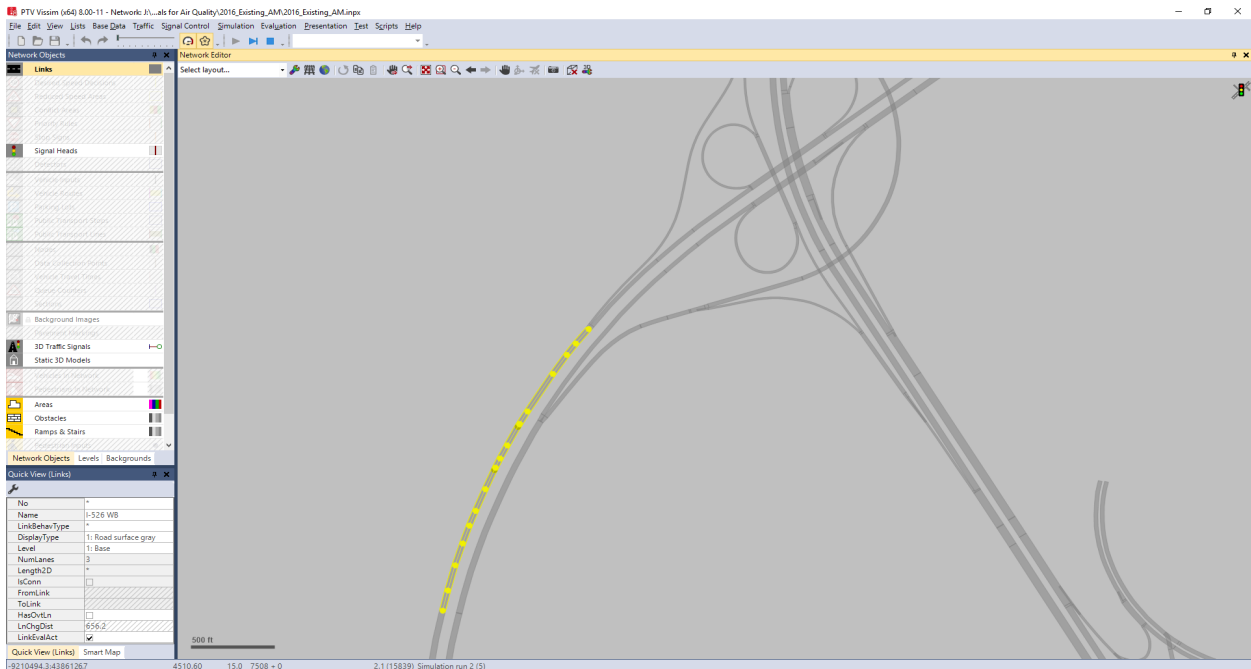 PTV Vissim (x64) 8.00-11 - Network: J:\...als for Air Quality\2016_Existing_AM\2016_Existing_AM.inpx
File Edit View Lists Base Data Traffic Signal Control Simulation Evaluation Presentation Test Scripts Help
Network Objects
Network Editor
Select layout...
Links
Signal Heads
Background Images
3D Traffic Signals
Static 3D Models
Areas
Obstacles
Ramps & Stairs
Network Objects Levels Backgrounds
Quick View (Links)
No *
Name I-526 WB
LinkBehavType *
DisplayType 1: Road surface gray
Level 1: Base
NumLanes 3
Length2D *
IsConn
FromLink
ToLink
HasOvtLn
LnChgDist 656.2
LinkEvalAct
Quick View (Links) Smart Map
500 ft
-9210494.3:4386126.7 4510.60 15.0 7508 + 0 2.1 (15839) Simulation run 2 (5)